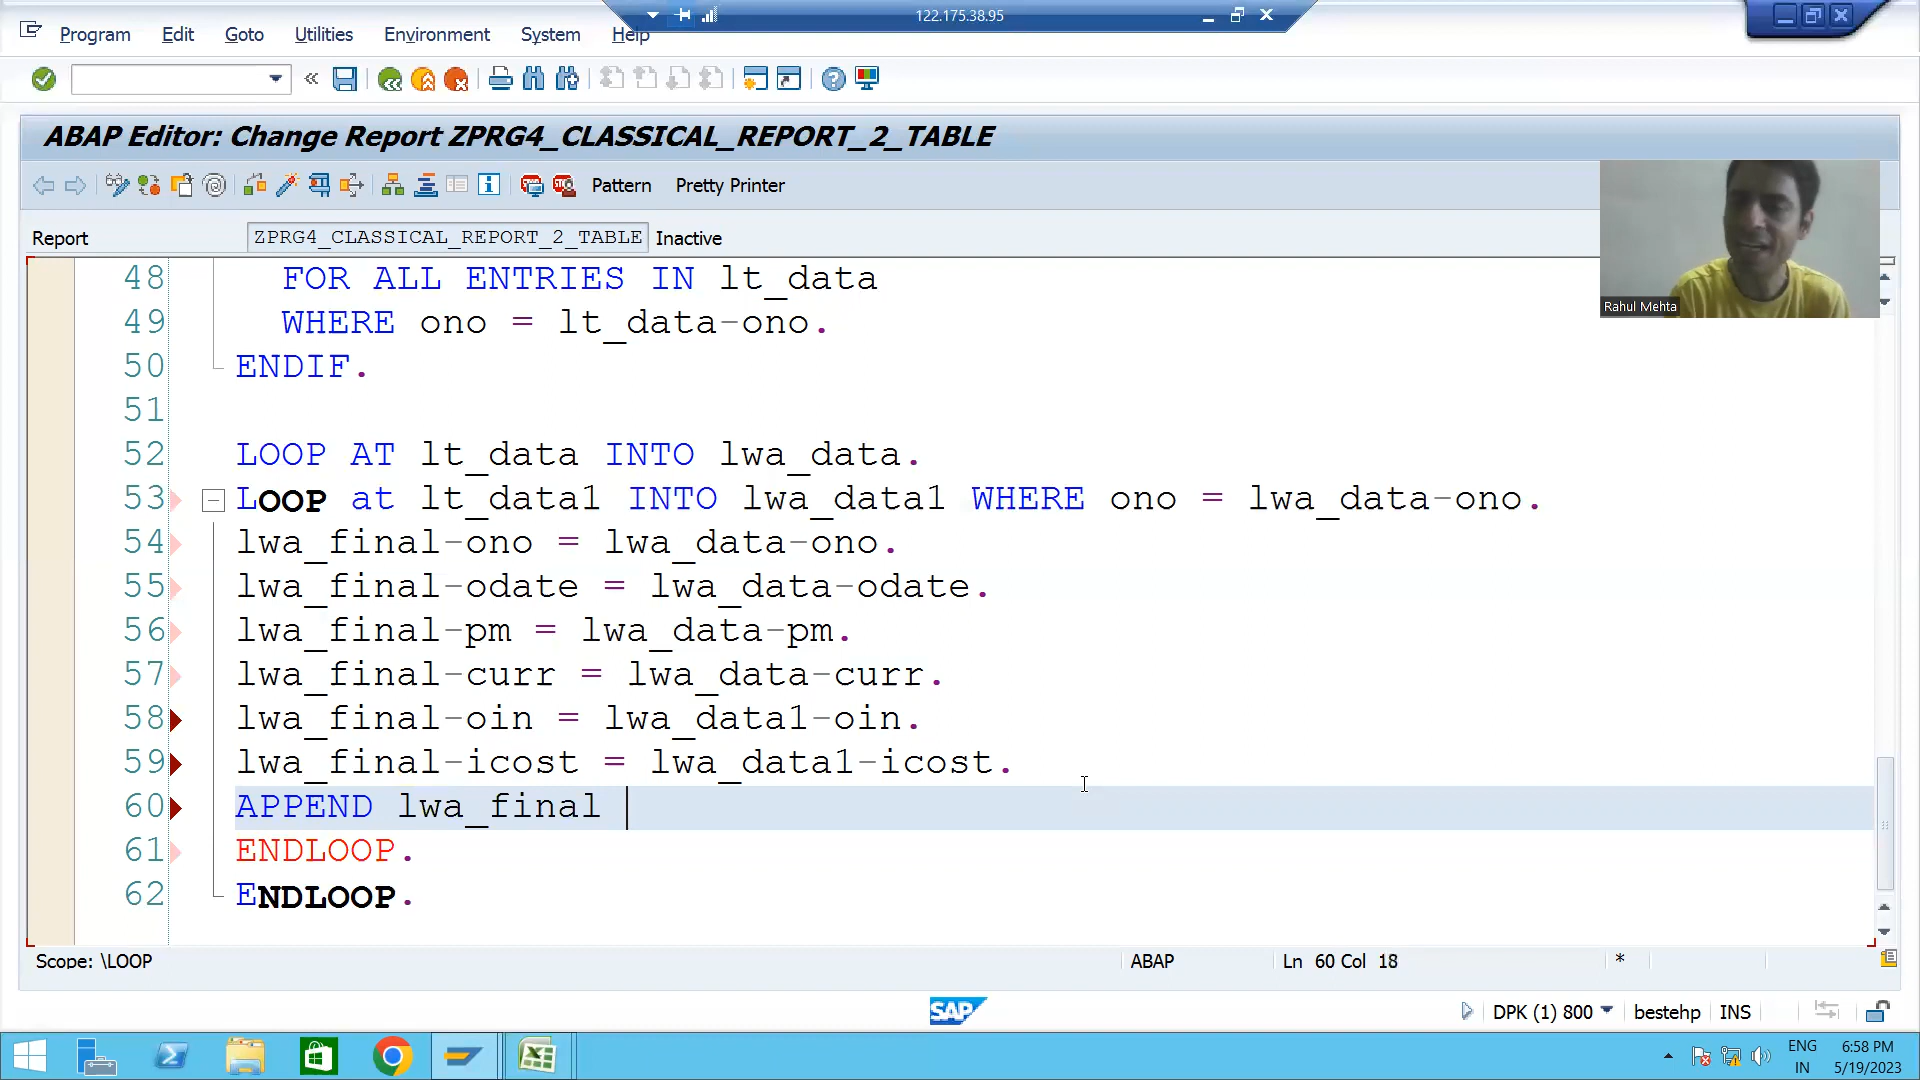 122.175.38.95
Program Edit Goto Utilities Environment System Help
ABAP Editor: Change Report ZPRG4_CLASSICAL_REPORT_2_TABLE
Pattern Pretty Printer
Report ZPRG4_CLASSICAL_REPORT_2_TABLE Inactive
Rahul Mehta
48 FOR ALL ENTRIES IN lt_data
49 WHERE ono = lt_data-ono.
50 ENDIF.
51
52 LOOP AT lt_data INTO lwa_data.
53 LOOP at lt_data1 INTO lwa_data1 WHERE ono = lwa_data-ono.
54 lwa_final-ono = lwa_data-ono.
55 lwa_final-odate = lwa_data-odate.
56 lwa_final-pm = lwa_data-pm.
57 lwa_final-curr = lwa_data-curr.
58 lwa_final-oin = lwa_data1-oin.
59 lwa_final-icost = lwa_data1-icost.
60 APPEND lwa_final
61 ENDLOOP.
62 ENDLOOP.
Scope: \LOOP ABAP Ln 60 Col 18 *
SAP DPK (1) 800 bestehp INS
ENG 6:58 PM
IN 5/19/2023